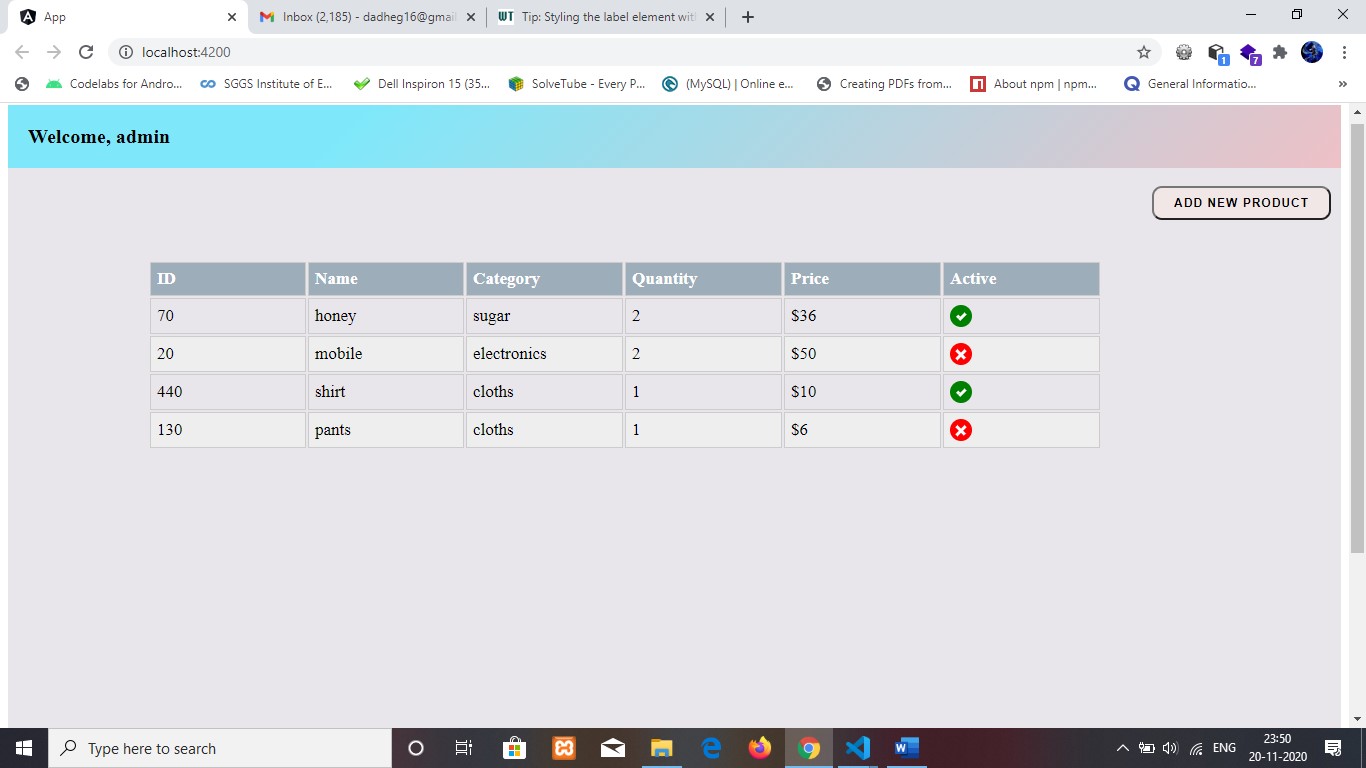 App
Inbox (2,185) - dadheg16@gmail
Tip: Styling the label element wit
localhost:4200
1
7
Codelabs for Andro...
SGGS Institute of E...
Dell Inspiron 15 (35...
SolveTube - Every P...
(MySQL) | Online e...
Creating PDFs from...
About npm | npm...
General Informatio...
»
Welcome, admin
ADD NEW PRODUCT
ID Name Category Quantity Price Active
70 honey sugar 2 $36
20 mobile electronics 2 $50
440 shirt cloths 1 $10
130 pants cloths 1 $6
Type here to search
ENG
23:50
20-11-2020